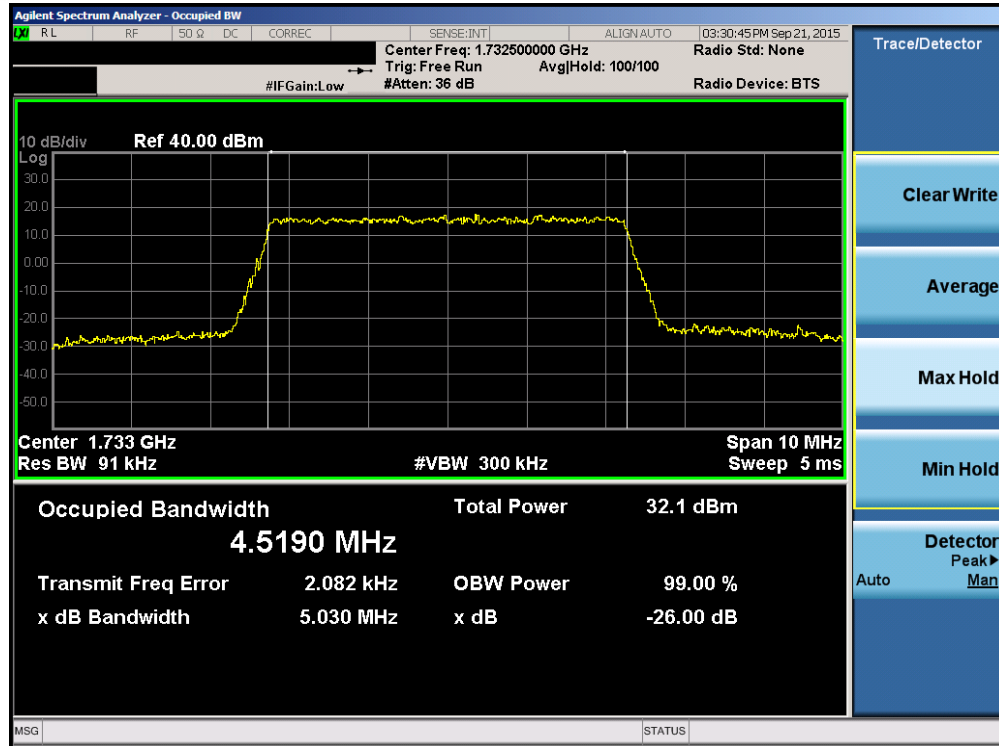 Agilent Spectrum Analyzer - Occupied BW
LXI RL RF 50 Ω DC CORREC SENSE:INT ALIGN AUTO 03:30:45 PM Sep 21, 2015
Center Freq: 1.732500000 GHz Radio Std: None
Trig: Free Run Avg|Hold: 100/100
#IFGain:Low #Atten: 36 dB Radio Device: BTS
10 dB/div Ref 40.00 dBm
Log
30.0
20.0
10.0
0.00
-10.0
-20.0
-30.0
-40.0
-50.0
Center 1.733 GHz Span 10 MHz
Res BW 91 kHz #VBW 300 kHz Sweep 5 ms
Occupied Bandwidth Total Power 32.1 dBm
4.5190 MHz
Transmit Freq Error 2.082 kHz OBW Power 99.00 %
x dB Bandwidth 5.030 MHz x dB -26.00 dB
MSG STATUS
Trace/Detector
Clear Write
Average
Max Hold
Min Hold
Detector
Peak▶
Auto Man